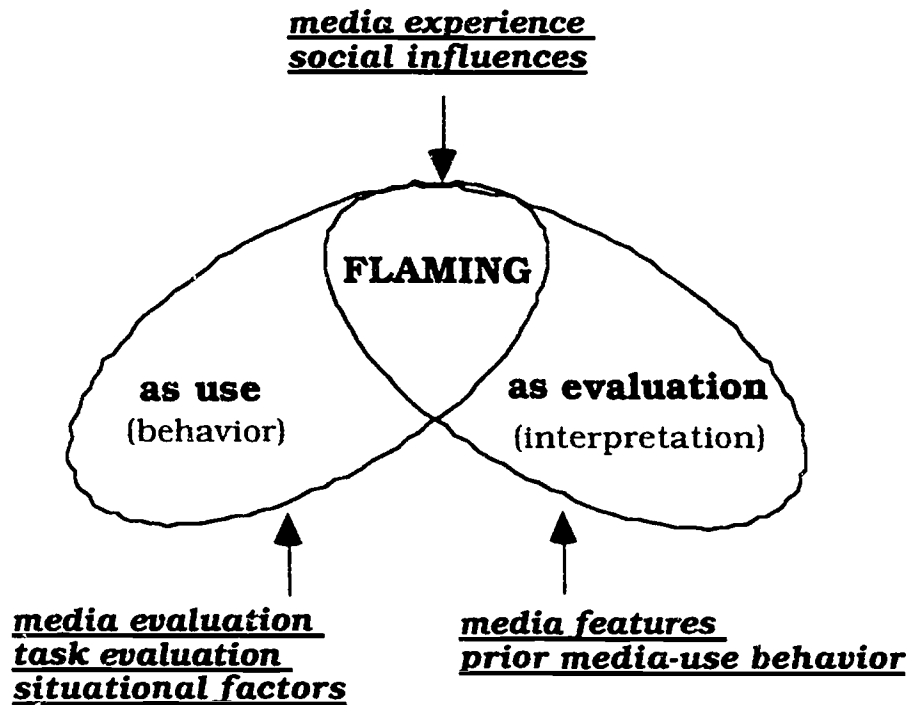 media experience
social influences
FLAMING
as use
(behavior)
as evaluation
(interpretation)
media evaluation
task evaluation
situational factors
media features
prior media-use behavior